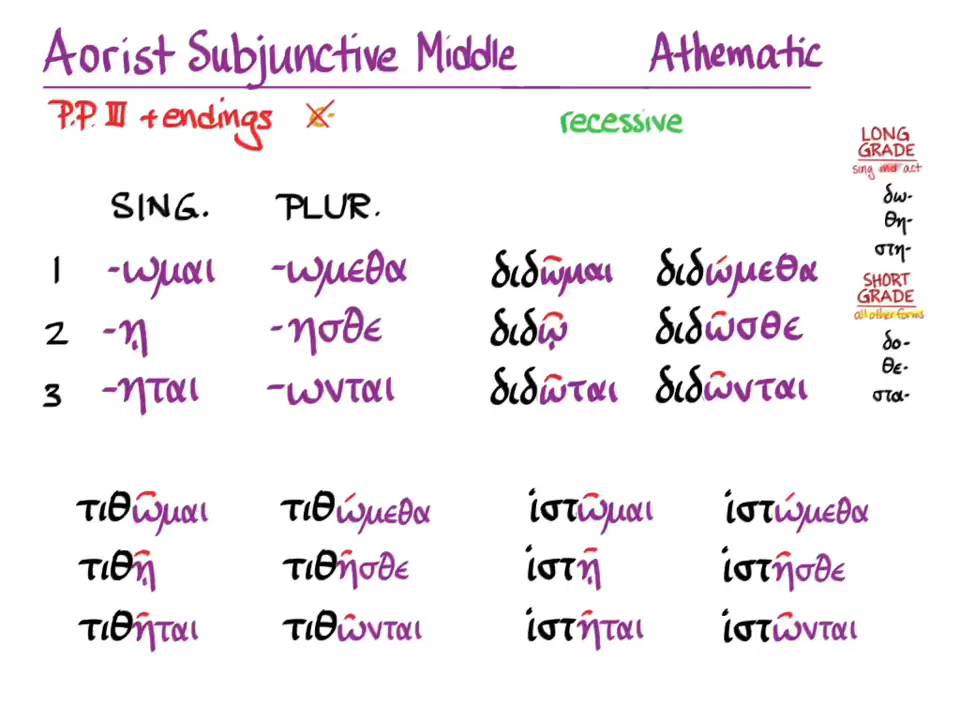 Aorist Subjunctive Middle Athematic
P.P. III + endings ε- recessive
LONG
GRADE
sing ind act
δω-
θη-
στη-
SHORT
GRADE
all other forms
δο-
θε-
στα-
SING. PLUR.
1 -ωμαι -ωμεθα διδῶμαι διδώμεθα
2 -ῃ -ησθε διδῷ διδῶσθε
3 -ηται -ωνται διδῶται διδῶνται
τιθῶμαι τιθώμεθα ἱστῶμαι ἱστώμεθα
τιθῇ τιθῆσθε ἱστῇ ἱστῆσθε
τιθῆται τιθῶνται ἱστῆται ἱστῶνται